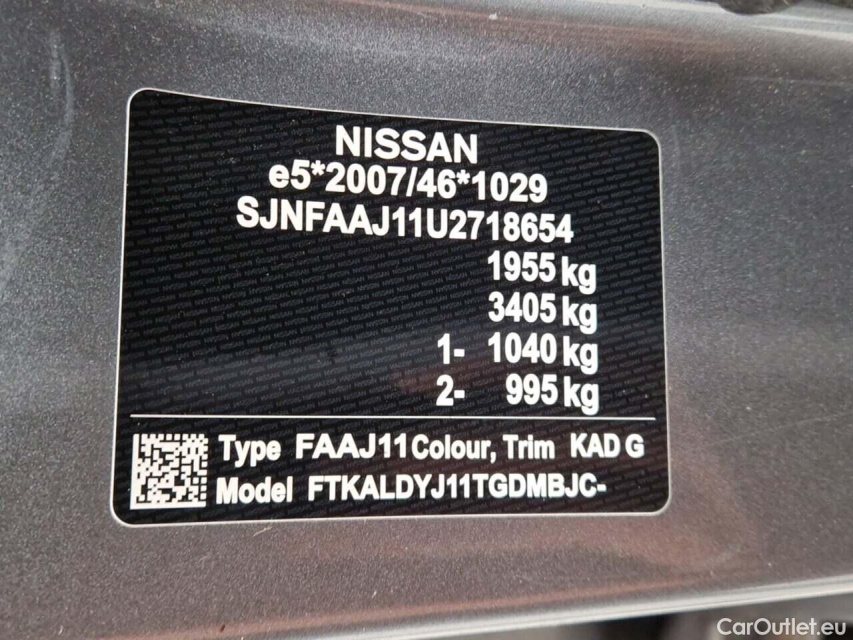 NISSAN
e5*2007/46*1029
SJNFAAJ11U2718654
1955 kg
3405 kg
1- 1040 kg
2- 995 kg
Type FAAJ11 Colour, Trim KAD G
Model FTKALDYJ11TGDMBJC-
CarOutlet.eu